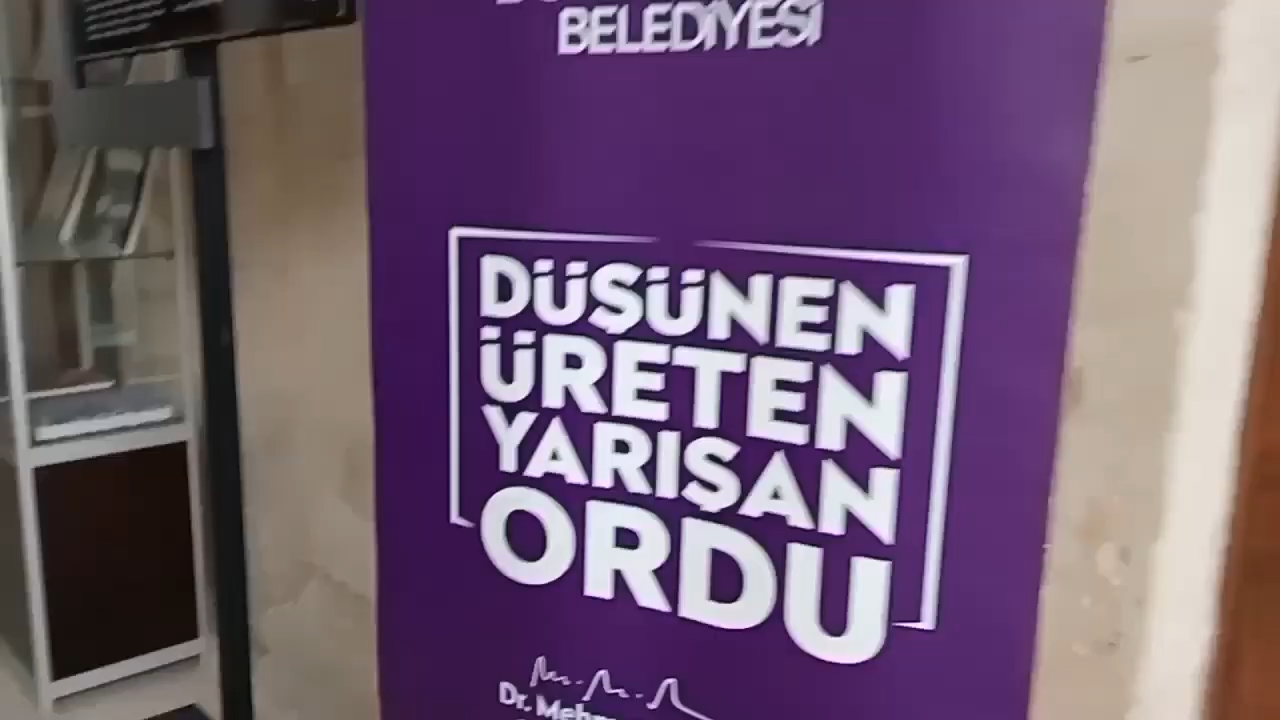 BELEDİYESİ
DÜŞÜNEN
ÜRETEN
YARIŞAN
ORDU
Dr.